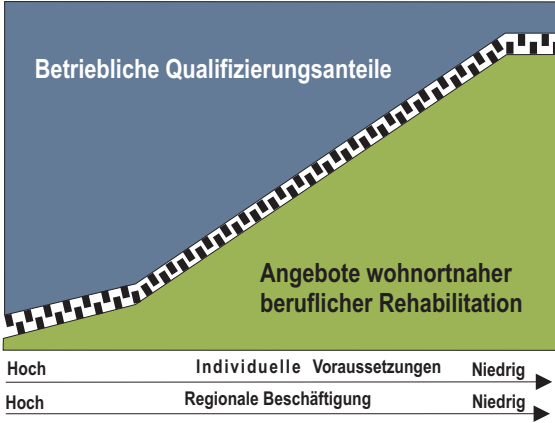 Betriebliche Qualifizierungsanteile
Angebote wohnortnaher
beruflicher Rehabilitation
Hoch Individuelle Voraussetzungen Niedrig
Hoch Regionale Beschäftigung Niedrig